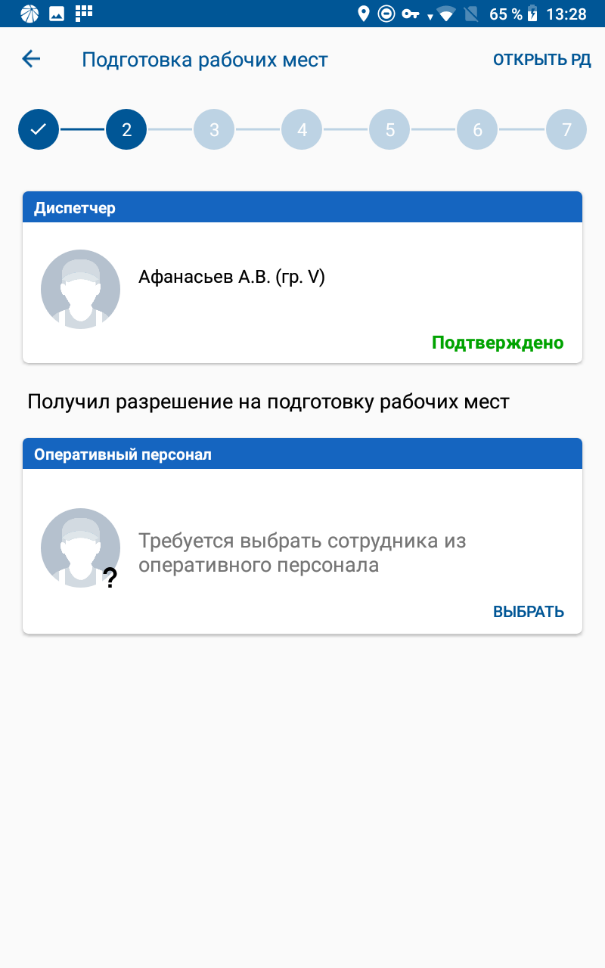 65 % 13:28
Подготовка рабочих мест ОТКРЫТЬ РД
2 3 4 5 6 7
Диспетчер
Афанасьев А.В. (гр. V)
Подтверждено
Получил разрешение на подготовку рабочих мест
Оперативный персонал
?
Требуется выбрать сотрудника из
оперативного персонала
ВЫБРАТЬ